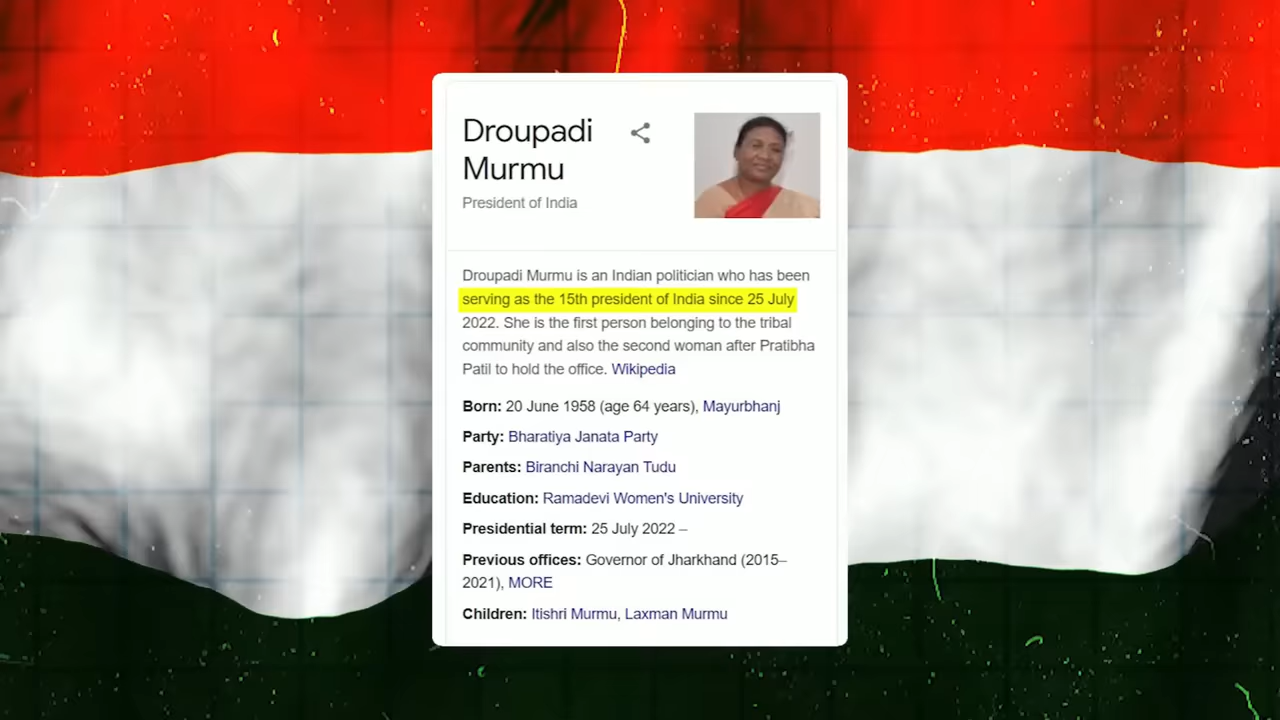 Droupadi
Murmu
President of India
Droupadi Murmu is an Indian politician who has been
serving as the 15th president of India since 25 July
2022. She is the first person belonging to the tribal
community and also the second woman after Pratibha
Patil to hold the office. Wikipedia
Born: 20 June 1958 (age 64 years), Mayurbhanj
Party: Bharatiya Janata Party
Parents: Biranchi Narayan Tudu
Education: Ramadevi Women's University
Presidential term: 25 July 2022 –
Previous offices: Governor of Jharkhand (2015–
2021), MORE
Children: Itishri Murmu, Laxman Murmu